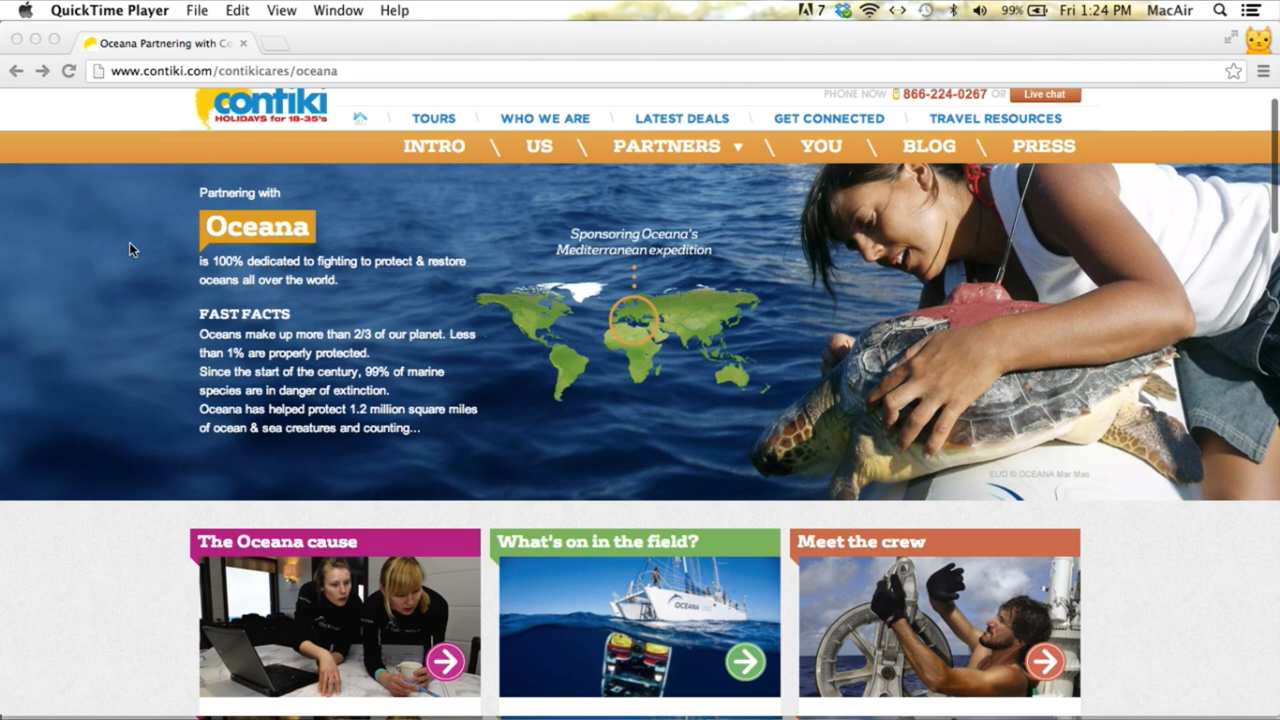 QuickTime Player File Edit View Window Help 7 99% Fri 1:24 PM MacAir
Oceana Partnering with Co
www.contiki.com/contikicares/oceana
contiki
HOLIDAYS for 18-35's
PHONE NOW 866-224-0267 OR Live chat
TOURS WHO WE ARE LATEST DEALS GET CONNECTED TRAVEL RESOURCES
INTRO \ US \ PARTNERS ▼ \ YOU \ BLOG \ PRESS
Partnering with
Oceana
is 100% dedicated to fighting to protect & restore
oceans all over the world.
FAST FACTS
Oceans make up more than 2/3 of our planet. Less
than 1% are properly protected.
Since the start of the century, 99% of marine
species are in danger of extinction.
Oceana has helped protect 1.2 million square miles
of ocean & sea creatures and counting...
Sponsoring Oceana's
Mediterranean expedition
© OCEANA
The Oceana cause
What's on in the field?
Meet the crew
OCEANA